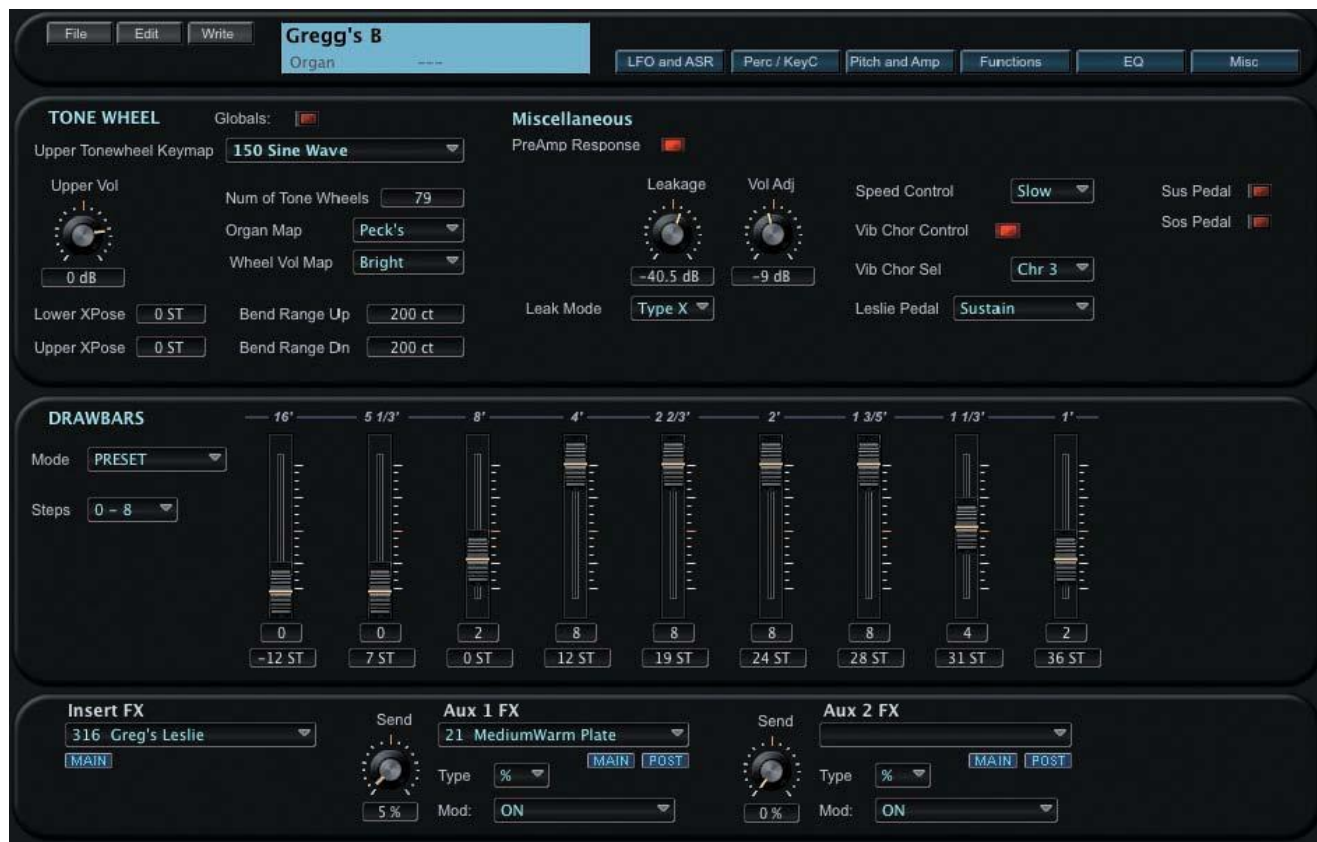 File Edit Write
Gregg's B
Organ ---
LFO and ASR Perc / KeyC Pitch and Amp Functions EQ Misc
TONE WHEEL Globals:
Upper Tonewheel Keymap 150 Sine Wave
Upper Vol
0 dB
Num of Tone Wheels 79
Organ Map Peck's
Wheel Vol Map Bright
Lower XPose 0 ST Bend Range Up 200 ct
Upper XPose 0 ST Bend Range Dn 200 ct
Miscellaneous
PreAmp Response
Leakage Vol Adj
-40.5 dB -9 dB
Leak Mode Type X
Speed Control Slow
Vib Chor Control
Vib Chor Sel Chr 3
Leslie Pedal Sustain
Sus Pedal
Sos Pedal
DRAWBARS
Mode PRESET
Steps 0 - 8
16' 5 1/3' 8' 4' 2 2/3' 2' 1 3/5' 1 1/3' 1'
0 0 2 8 8 8 8 4 2
-12 ST 7 ST 0 ST 12 ST 19 ST 24 ST 28 ST 31 ST 36 ST
Insert FX
316 Greg's Leslie
MAIN
Send
5 %
Aux 1 FX
21 MediumWarm Plate
MAIN POST
Type %
Mod: ON
Send
0 %
Aux 2 FX
MAIN POST
Type %
Mod: ON